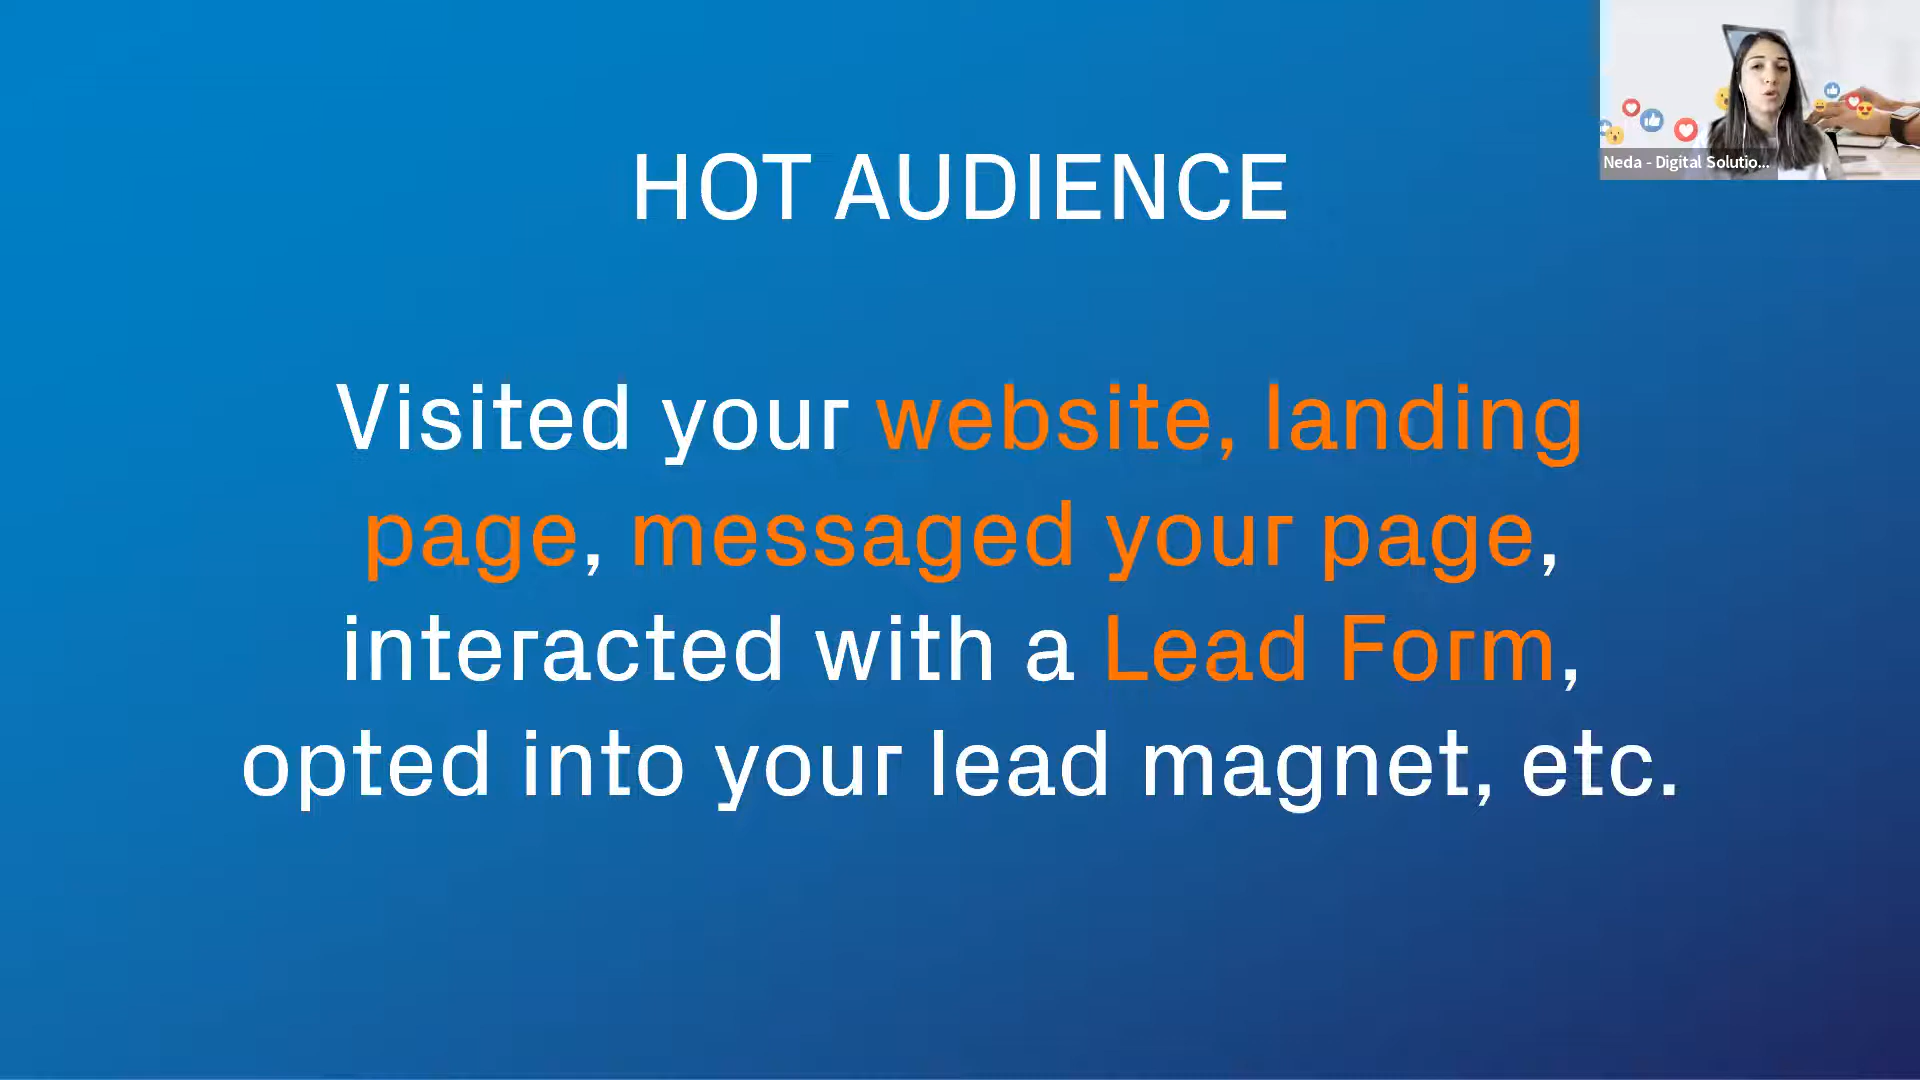 HOT AUDIENCE
Visited your website, landing
page, messaged your page,
interacted with a Lead Form,
opted into your lead magnet, etc.
Neda - Digital Solutio...